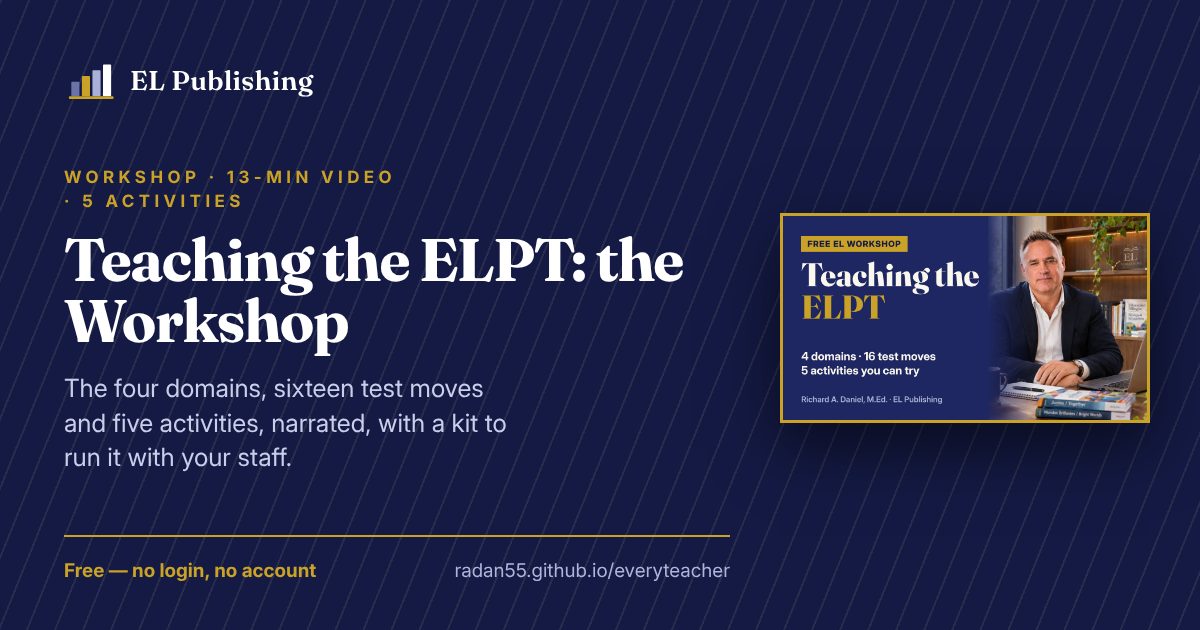 EL Publishing
WORKSHOP · 13-MIN VIDEO
· 5 ACTIVITIES
Teaching the ELPT: the
Workshop
The four domains, sixteen test moves
and five activities, narrated, with a kit to
run it with your staff.
Free — no login, no account
radan55.github.io/everyteacher
FREE EL WORKSHOP
Teaching the
ELPT
4 domains · 16 test moves
5 activities you can try
Richard A. Daniel, M.Ed. · EL Publishing
EL